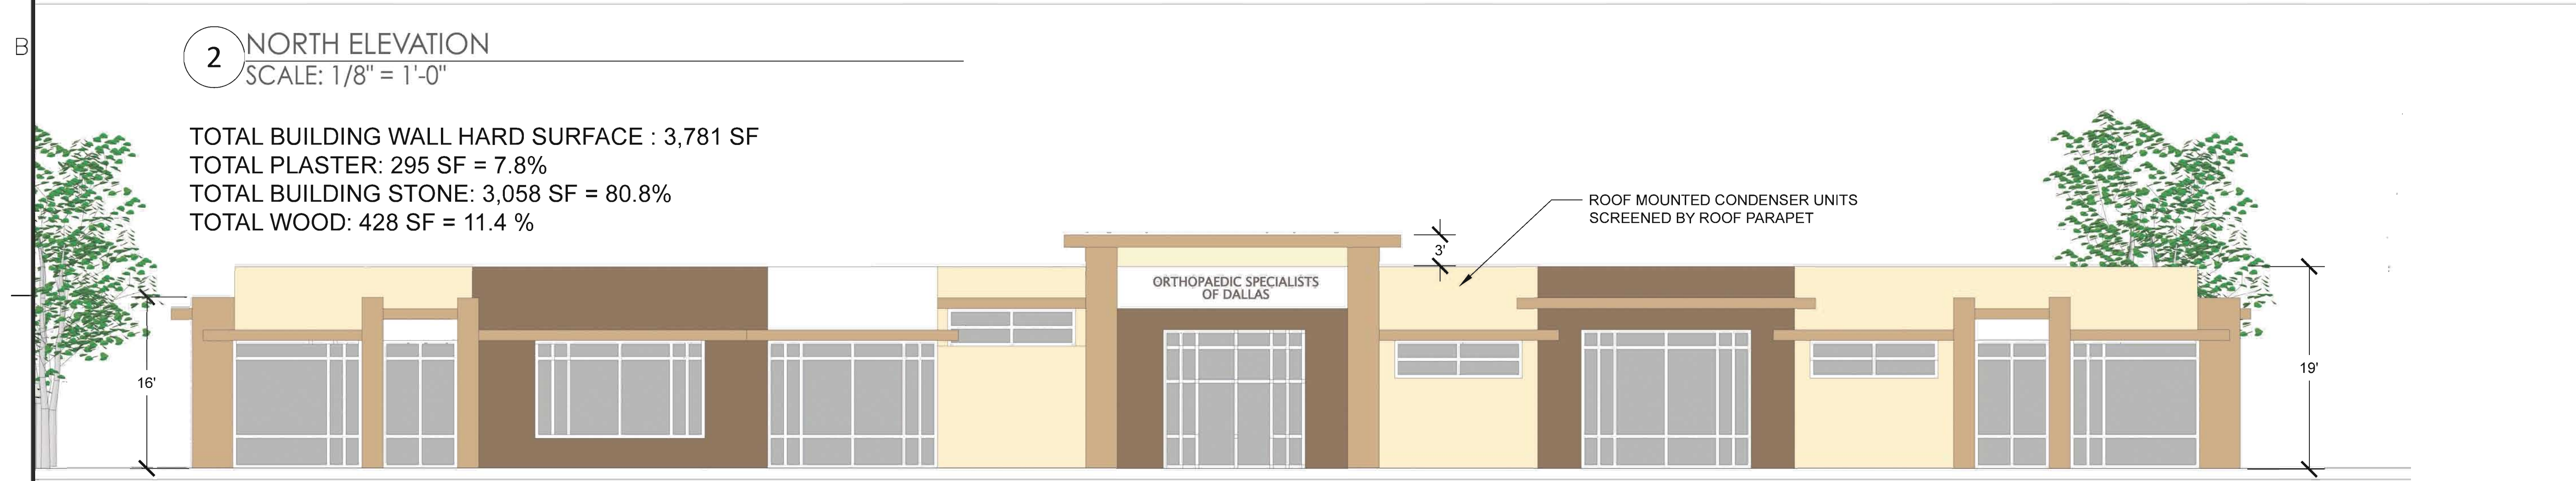 B
2
NORTH ELEVATION
SCALE: 1/8" = 1'-0"
TOTAL BUILDING WALL HARD SURFACE : 3,781 SF
TOTAL PLASTER: 295 SF = 7.8%
TOTAL BUILDING STONE: 3,058 SF = 80.8%
TOTAL WOOD: 428 SF = 11.4 %
ROOF MOUNTED CONDENSER UNITS
SCREENED BY ROOF PARAPET
3'
ORTHOPAEDIC SPECIALISTS
OF DALLAS
16'
19'